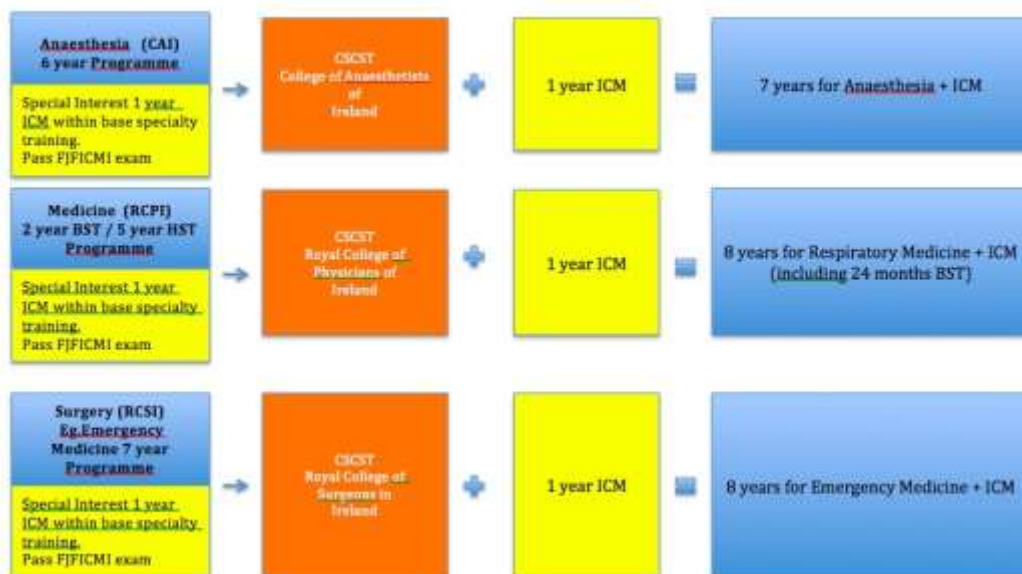 Anaesthesia (CAI)
6 year Programme
Special Interest 1 year
ICM within base specialty
training.
Pass FJFICMI exam
CSCST
College of Anaesthetists
of
Ireland
1 year ICM
7 years for Anaesthesia + ICM
Medicine (RCPI)
2 year BST / 5 year HST
Programme
Special Interest 1 year
ICM within base specialty
training.
Pass FJFICMI exam
CSCST
Royal College of
Physicians of
Ireland
1 year ICM
8 years for Respiratory Medicine + ICM
(including 24 months BST)
Surgery (RCSI)
Eg.Emergency
Medicine 7 year
Programme
Special Interest 1 year
ICM within base specialty
training.
Pass FJFICMI exam
CSCST
Royal College of
Surgeons in
Ireland
1 year ICM
8 years for Emergency Medicine + ICM